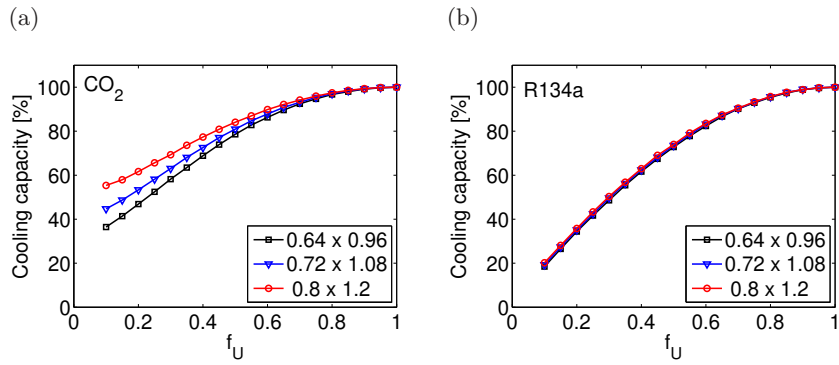 (a)
CO2
Cooling capacity [%]
100
80
60
40
20
0
0.64 x 0.96
0.72 x 1.08
0.8 x 1.2
0 0.2 0.4 0.6 0.8 1
fU
(b)
R134a
Cooling capacity [%]
100
80
60
40
20
0
0.64 x 0.96
0.72 x 1.08
0.8 x 1.2
0 0.2 0.4 0.6 0.8 1
fU